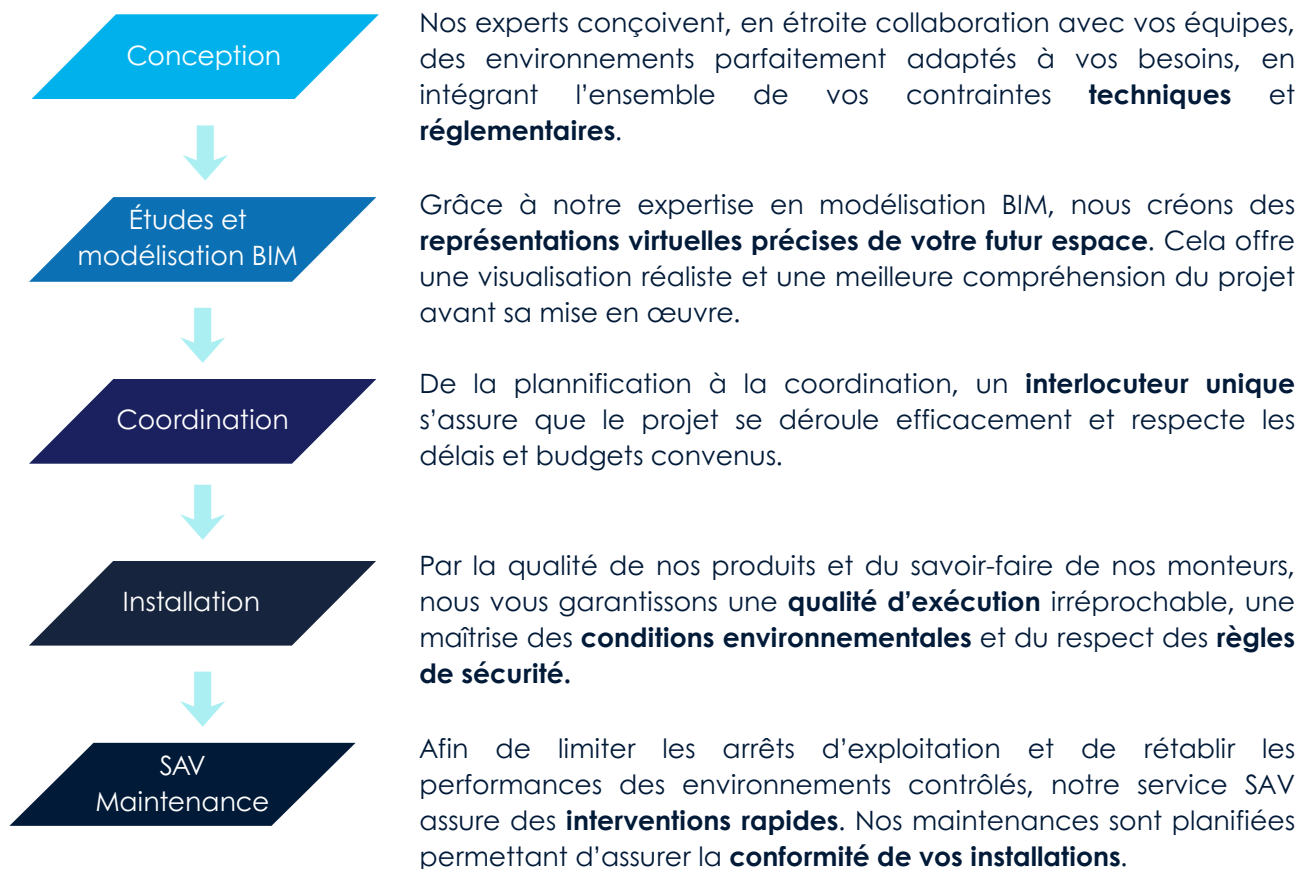 Conception
Nos experts conçoivent, en étroite collaboration avec vos équipes,
des environnements parfaitement adaptés à vos besoins, en
intégrant l’ensemble de vos contraintes techniques et
réglementaires.
Études et
modélisation BIM
Grâce à notre expertise en modélisation BIM, nous créons des
représentations virtuelles précises de votre futur espace. Cela offre
une visualisation réaliste et une meilleure compréhension du projet
avant sa mise en œuvre.
Coordination
De la plannification à la coordination, un interlocuteur unique
s’assure que le projet se déroule efficacement et respecte les
délais et budgets convenus.
Installation
Par la qualité de nos produits et du savoir-faire de nos monteurs,
nous vous garantissons une qualité d’exécution irréprochable, une
maîtrise des conditions environnementales et du respect des règles
de sécurité.
SAV
Maintenance
Afin de limiter les arrêts d’exploitation et de rétablir les
performances des environnements contrôlés, notre service SAV
assure des interventions rapides. Nos maintenances sont planifiées
permettant d’assurer la conformité de vos installations.